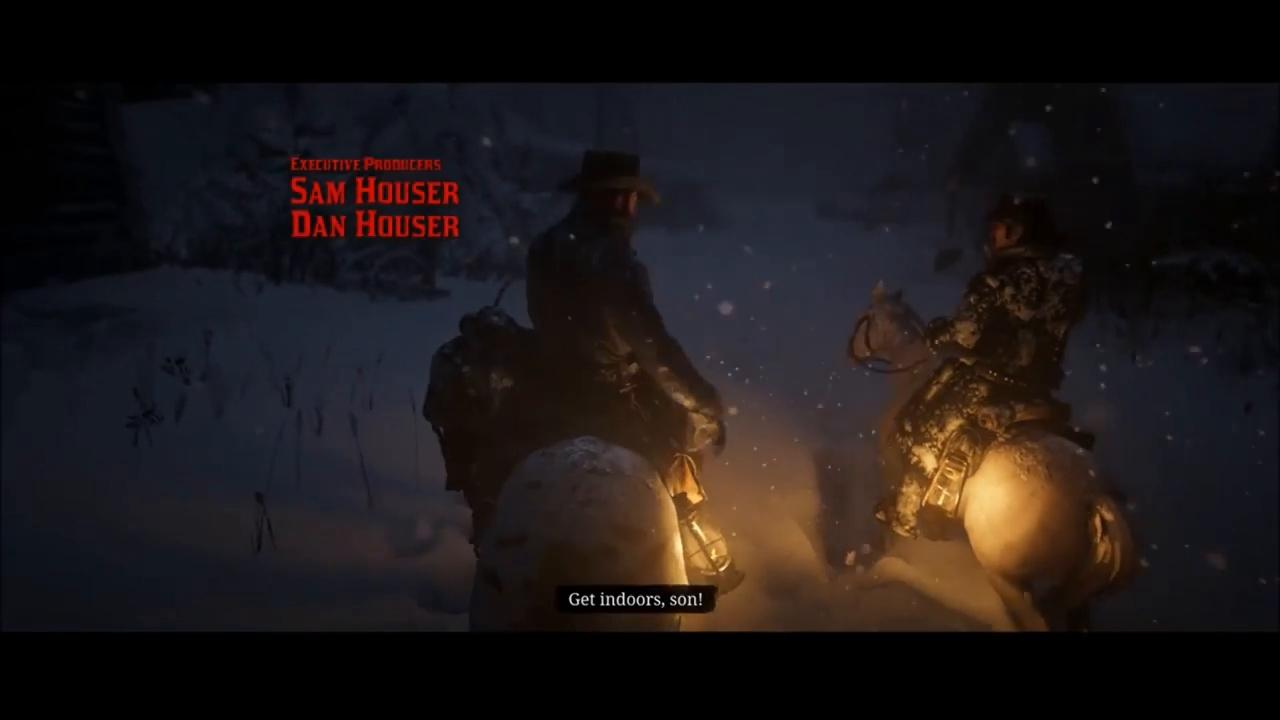 Executive Producers
Sam Houser
Dan Houser
Get indoors, son!